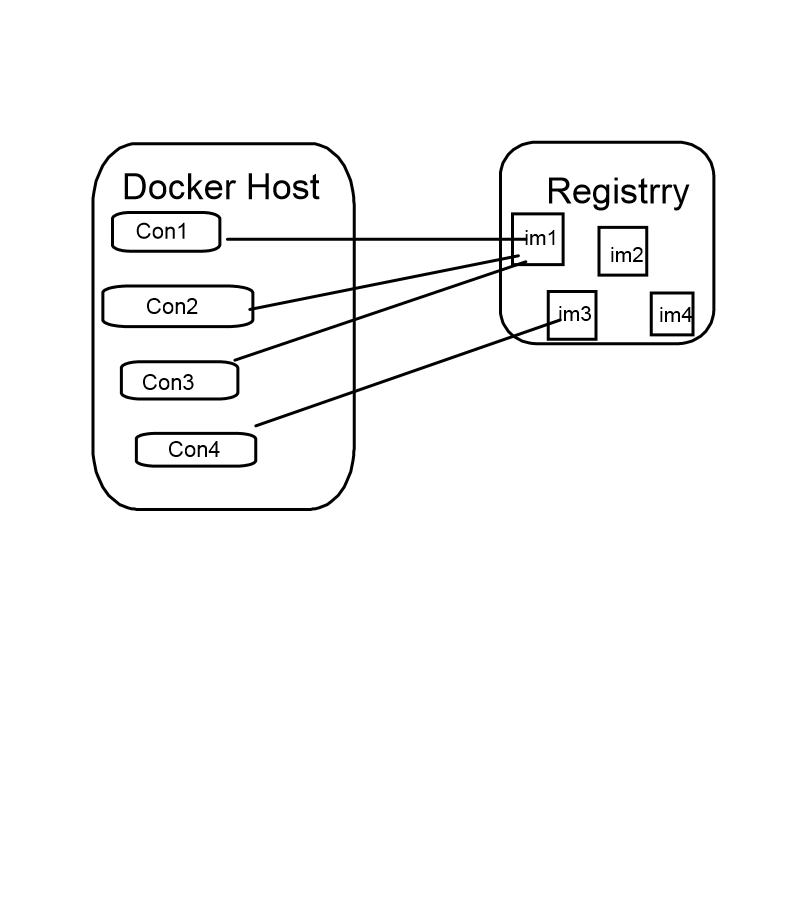 Docker Host
Con1
Con2
Con3
Con4
Registrry
im1
im2
im3
im4